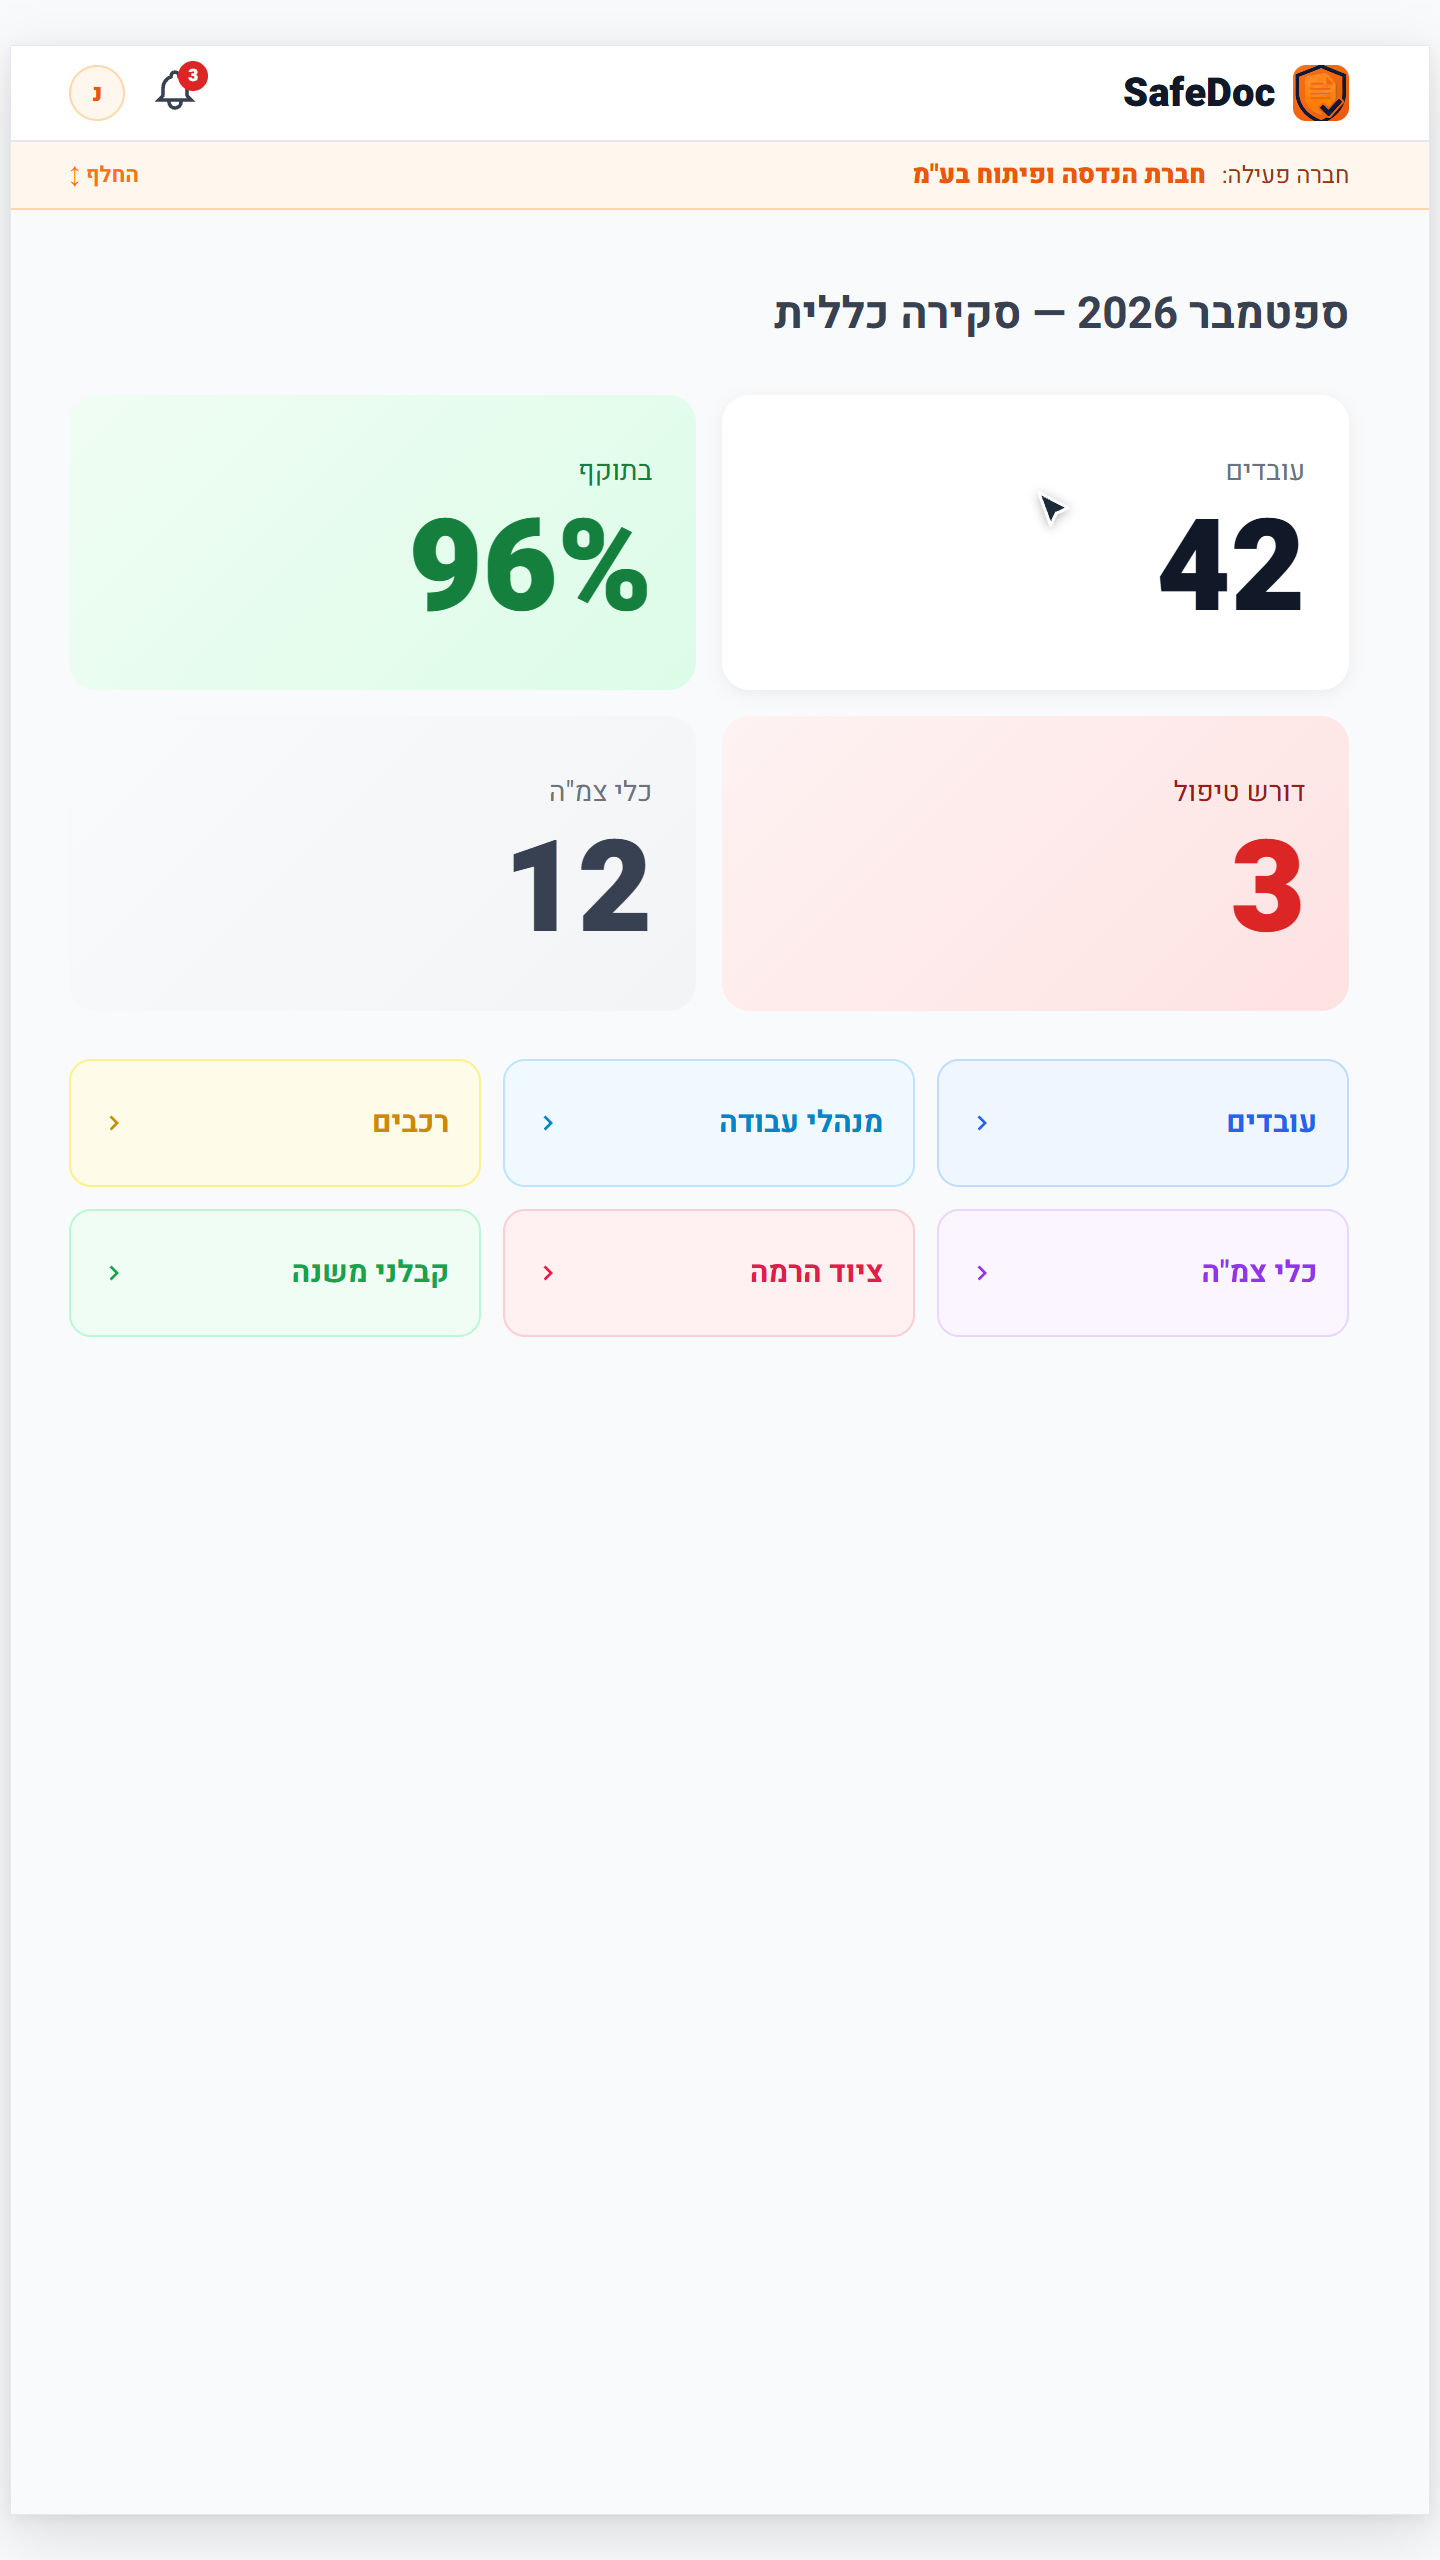 SafeDoc
3
נ
חברה פעילה: חברת הנדסה ופיתוח בע"מ
החלף ↕
ספטמבר 2026 — סקירה כללית
עובדים
42
בתוקף
96%
דורש טיפול
3
כלי צמ"ה
12
עובדים ›
מנהלי עבודה ›
רכבים ›
כלי צמ"ה ›
ציוד הרמה ›
קבלני משנה ›